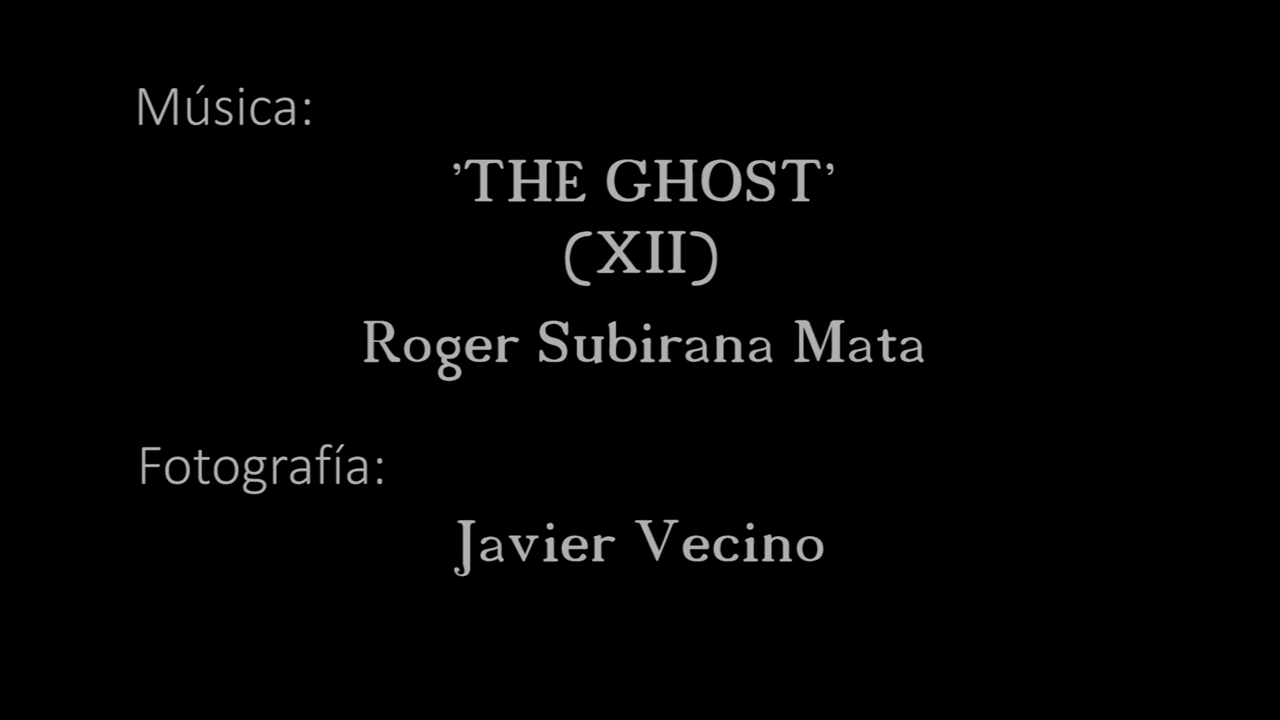 Música:
’THE GHOST’
(XII)
Roger Subirana Mata
Fotografía:
Javier Vecino